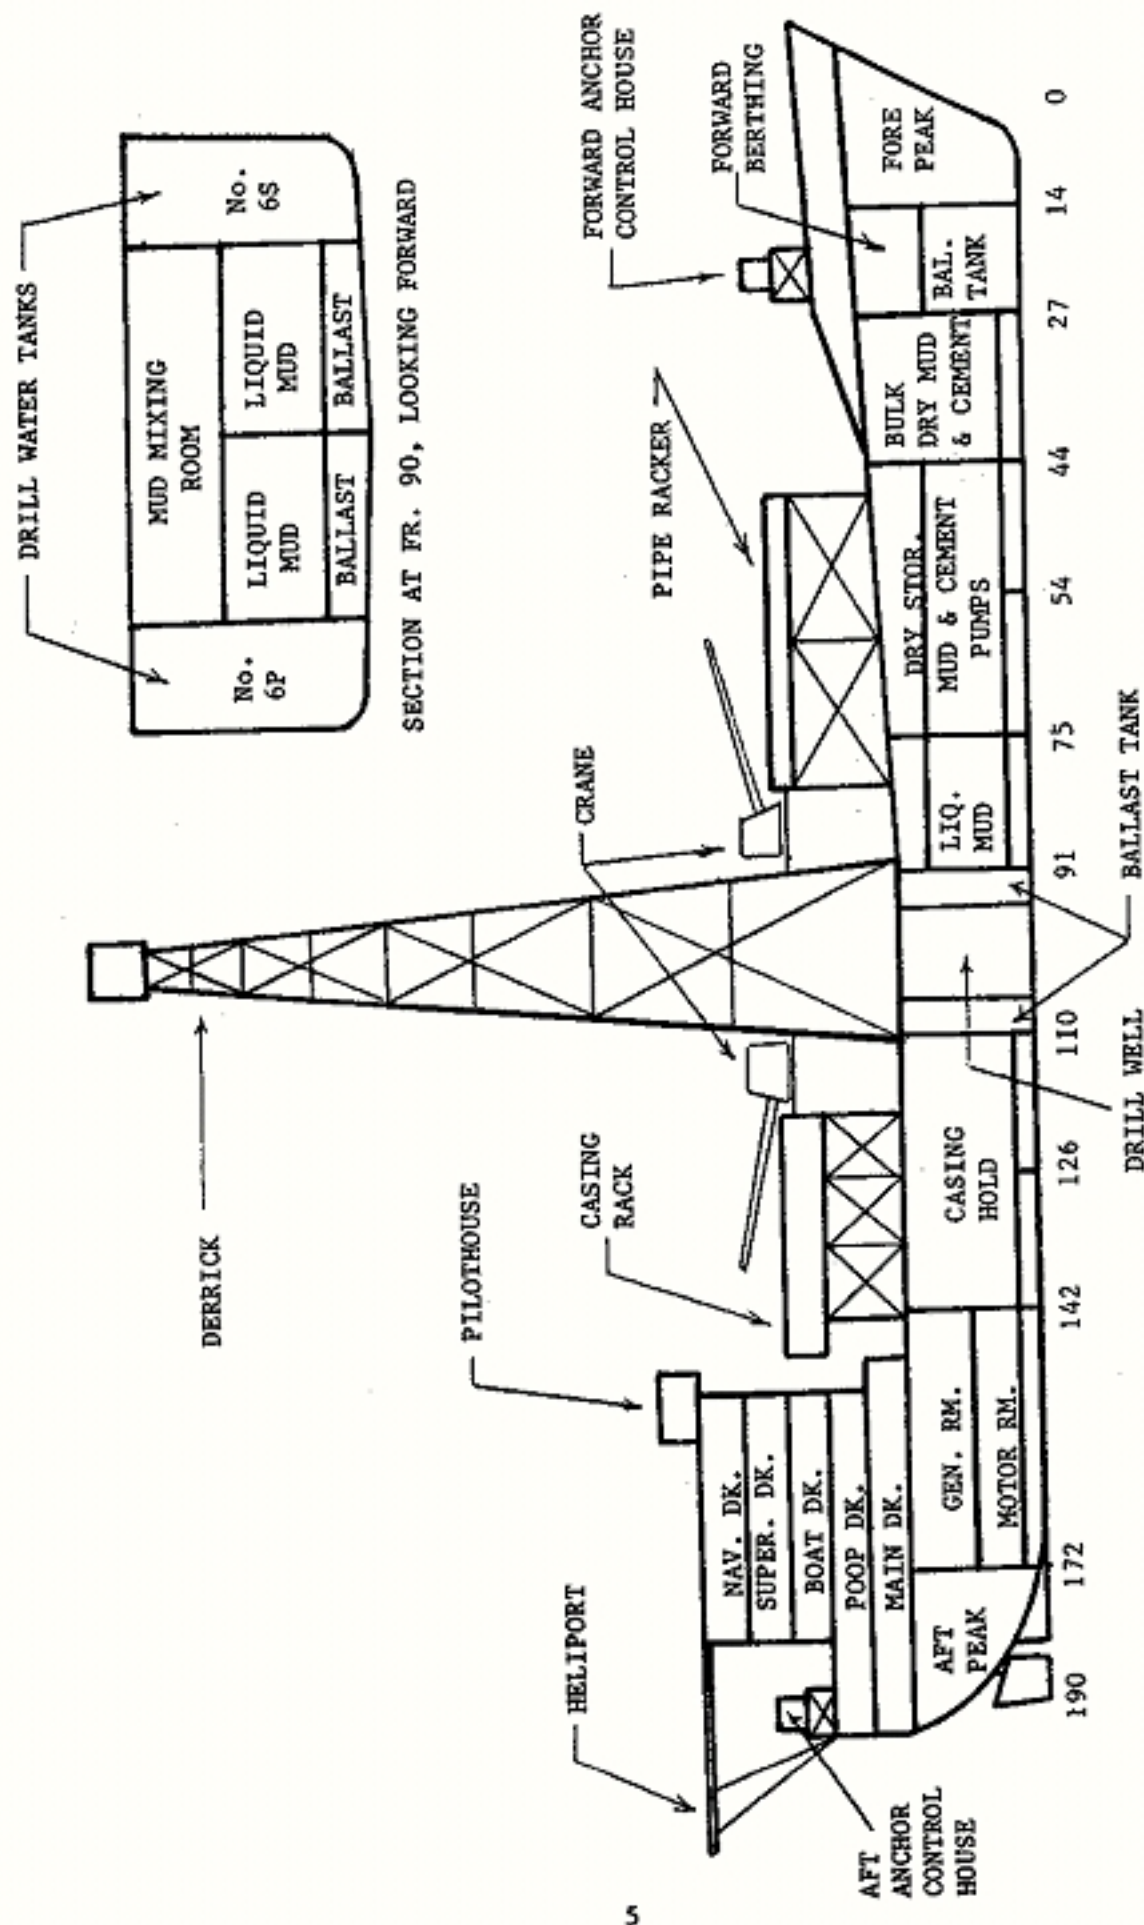 DRILL WATER TANKS
No.
6P
MUD MIXING
ROOM
LIQUID
MUD
LIQUID
MUD
BALLAST
BALLAST
No.
6S
SECTION AT FR. 90, LOOKING FORWARD
DERRICK
PILOTHOUSE
HELIPORT
CASING
RACK
CRANE
PIPE RACKER
FORWARD ANCHOR
CONTROL HOUSE
FORWARD
BERTHING
NAV. DK.
SUPER. DK.
BOAT DK.
POOP DK.
MAIN DK.
AFT
PEAK
GEN. RM.
MOTOR RM.
CASING
HOLD
LIQ.
MUD
DRY STOR.
MUD & CEMENT
PUMPS
BULK
DRY MUD
& CEMENT
BAL.
TANK
FORE
PEAK
AFT
ANCHOR
CONTROL
HOUSE
190
172
142
126
110
91
75
54
44
27
14
0
DRILL WELL
BALLAST TANK
5